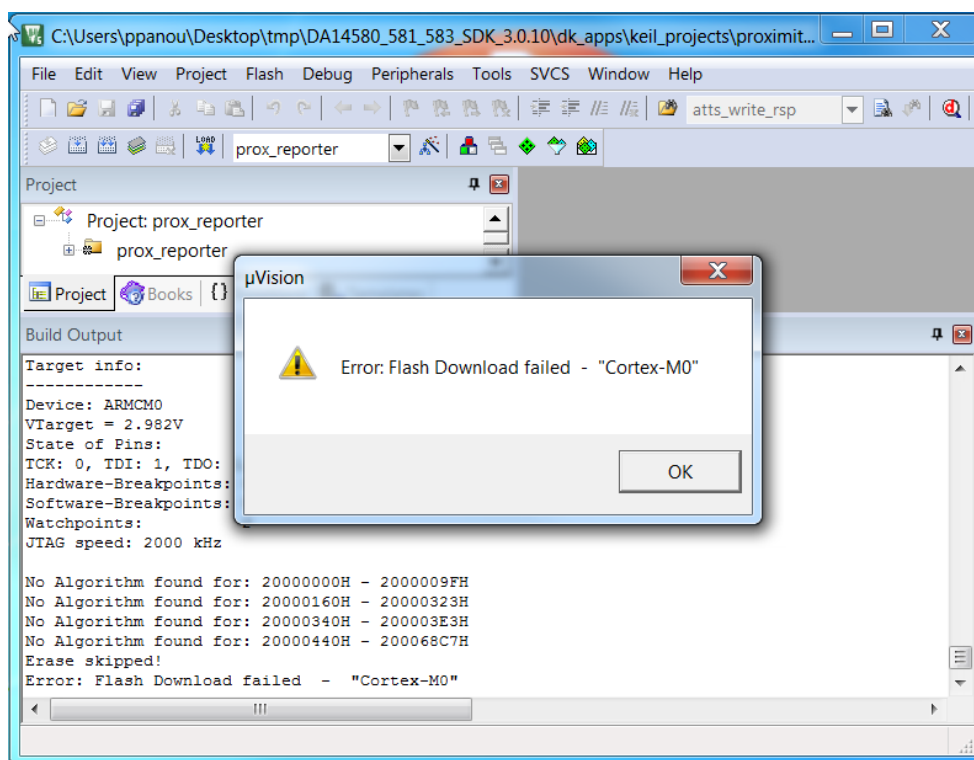 C:\Users\ppanou\Desktop\tmp\DA14580_581_583_SDK_3.0.10\dk_apps\keil_projects\proximit...
File Edit View Project Flash Debug Peripherals Tools SVCS Window Help
atts_write_rsp
LOAD prox_reporter
Project
Project: prox_reporter
prox_reporter
Project Books {}
µVision
Error: Flash Download failed - "Cortex-M0"
OK
Build Output
Target info:
------------
Device: ARMCM0
VTarget = 2.982V
State of Pins:
TCK: 0, TDI: 1, TDO:
Hardware-Breakpoints:
Software-Breakpoints:
Watchpoints:
JTAG speed: 2000 kHz
No Algorithm found for: 20000000H - 2000009FH
No Algorithm found for: 20000160H - 20000323H
No Algorithm found for: 20000340H - 200003E3H
No Algorithm found for: 20000440H - 200068C7H
Erase skipped!
Error: Flash Download failed - "Cortex-M0"